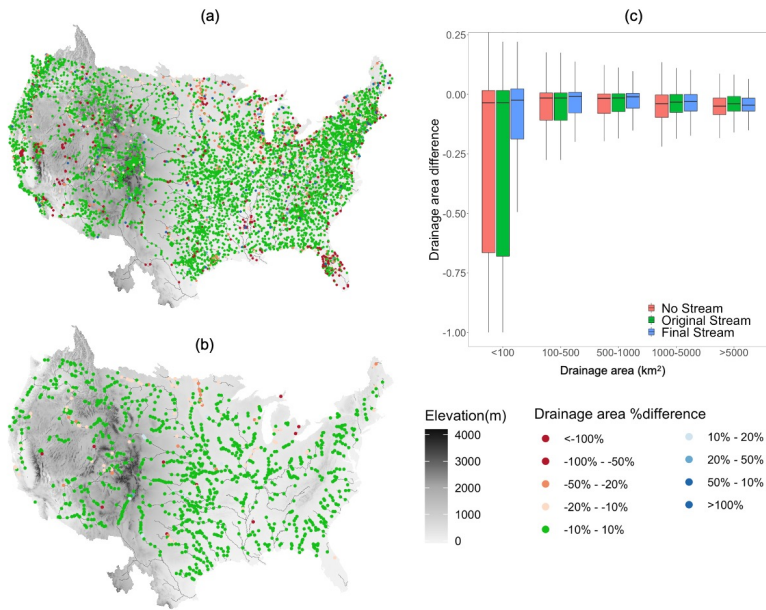 (a)
(c)
0.25
0.00
-0.25
-0.50
-0.75
-1.00
Drainage area difference
No Stream
Original Stream
Final Stream
<100
100-500
500-1000
1000-5000
>5000
Drainage area (km²)
(b)
Elevation(m)
4000
3000
2000
1000
0
Drainage area %difference
<-100%
-100% - -50%
-50% - -20%
-20% - -10%
-10% - 10%
10% - 20%
20% - 50%
50% - 10%
>100%